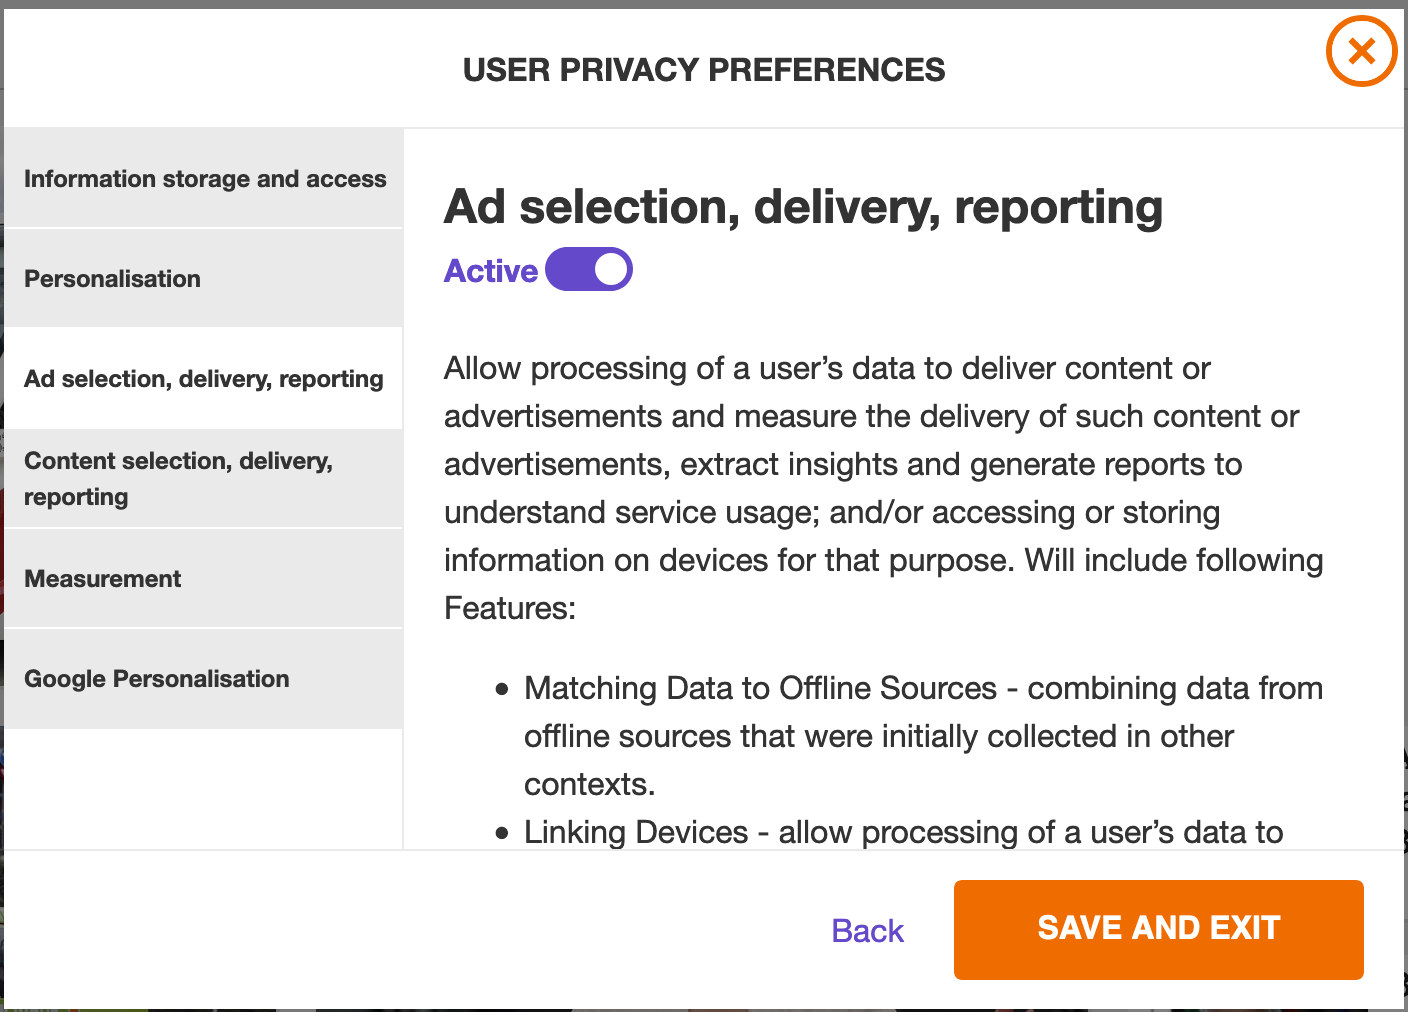 USER PRIVACY PREFERENCES
Information storage and access
Personalisation
Ad selection, delivery, reporting
Content selection, delivery,
reporting
Measurement
Google Personalisation
Ad selection, delivery, reporting
Active
Allow processing of a user’s data to deliver content or
advertisements and measure the delivery of such content or
advertisements, extract insights and generate reports to
understand service usage; and/or accessing or storing
information on devices for that purpose. Will include following
Features:
• Matching Data to Offline Sources - combining data from
offline sources that were initially collected in other
contexts.
• Linking Devices - allow processing of a user’s data to
Back
SAVE AND EXIT